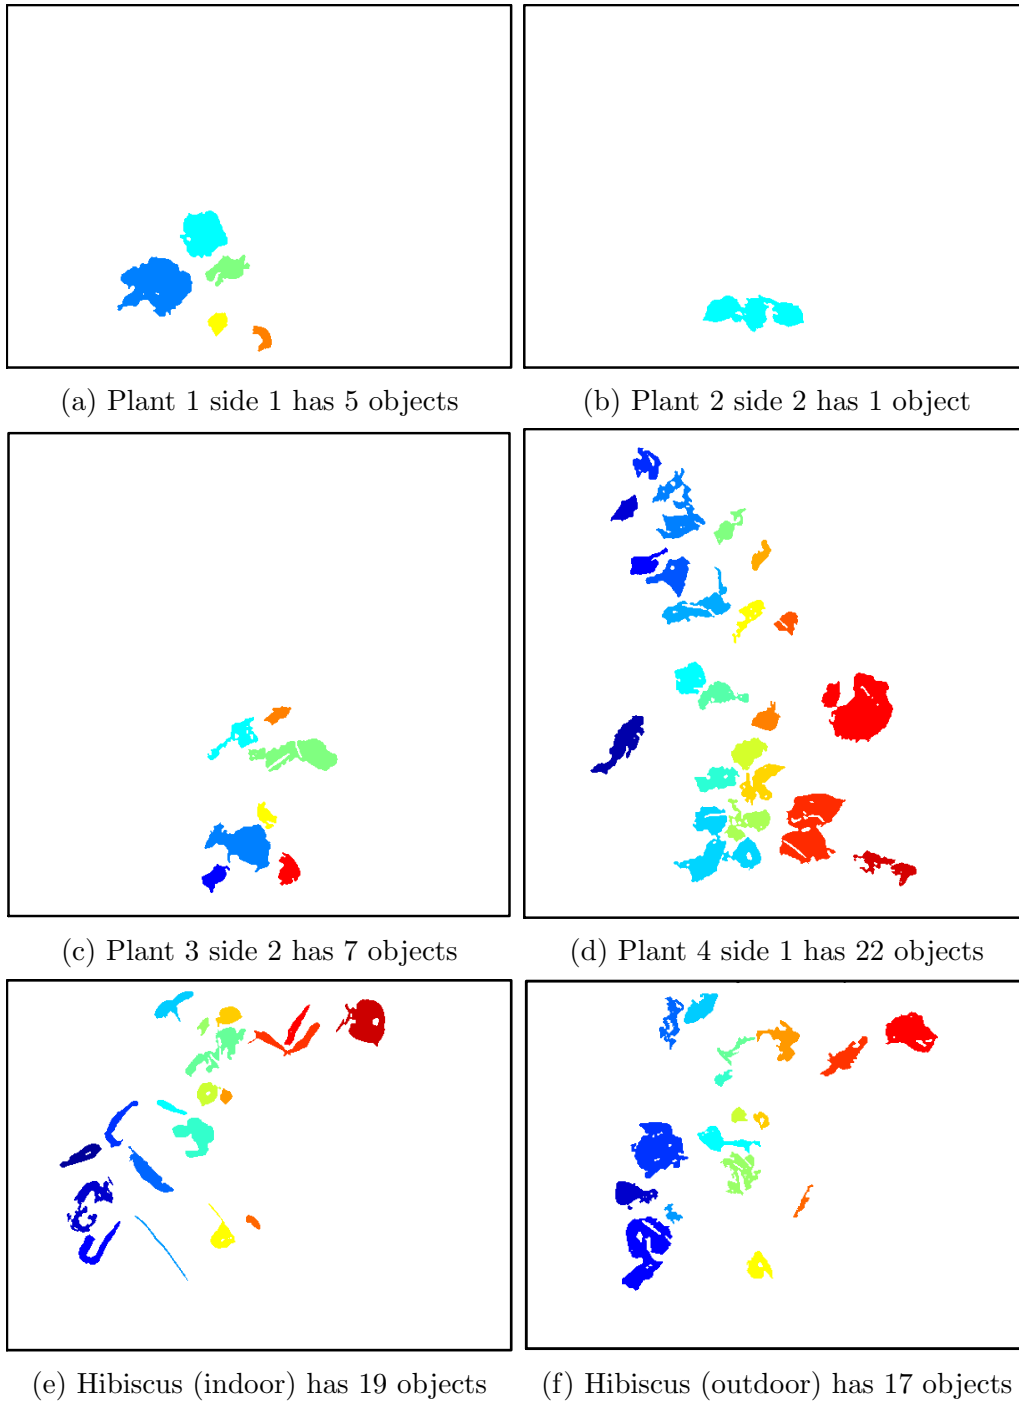 (a) Plant 1 side 1 has 5 objects
(b) Plant 2 side 2 has 1 object
(c) Plant 3 side 2 has 7 objects
(d) Plant 4 side 1 has 22 objects
(e) Hibiscus (indoor) has 19 objects
(f) Hibiscus (outdoor) has 17 objects